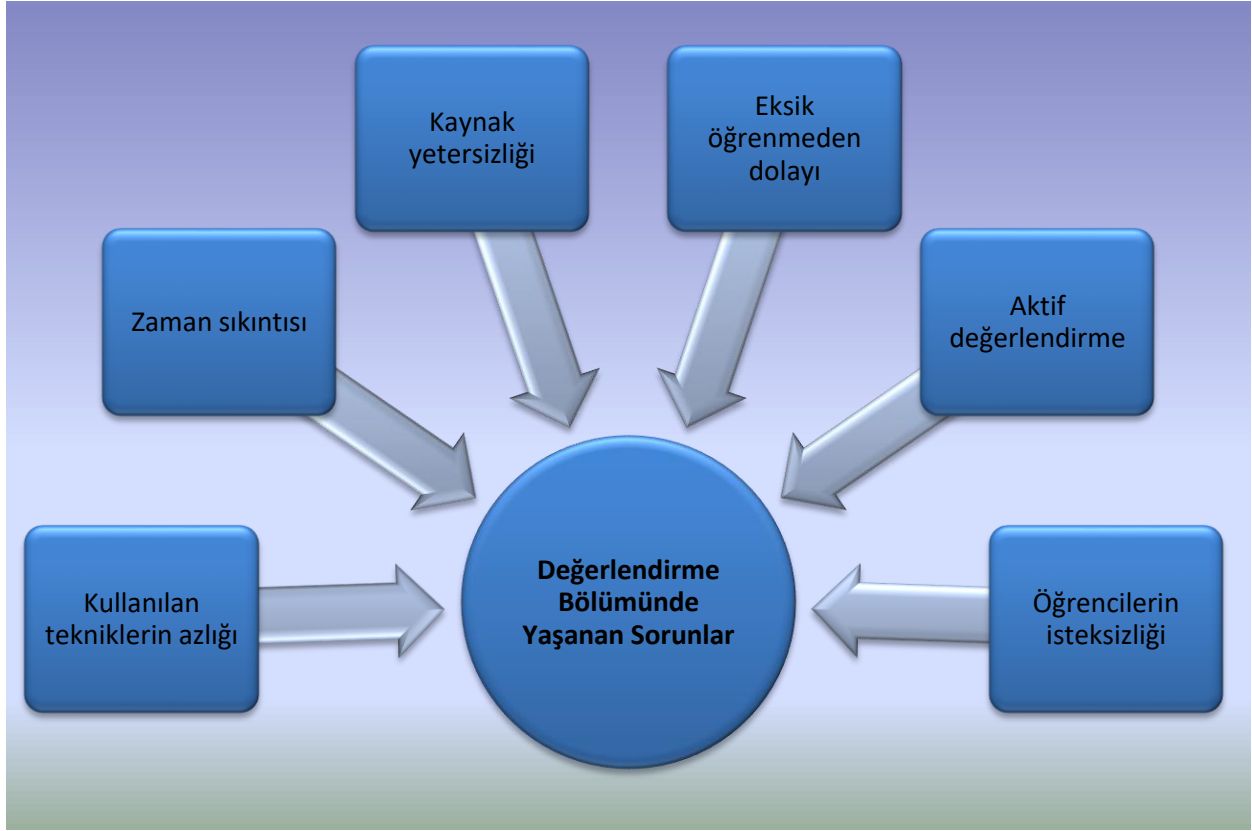 Kaynak
yetersizliği
Eksik
öğrenmeden
dolayı
Zaman sıkıntısı
Aktif
değerlendirme
Kullanılan
tekniklerin azlığı
Değerlendirme
Bölümünde
Yaşanan Sorunlar
Öğrencilerin
isteksizliği